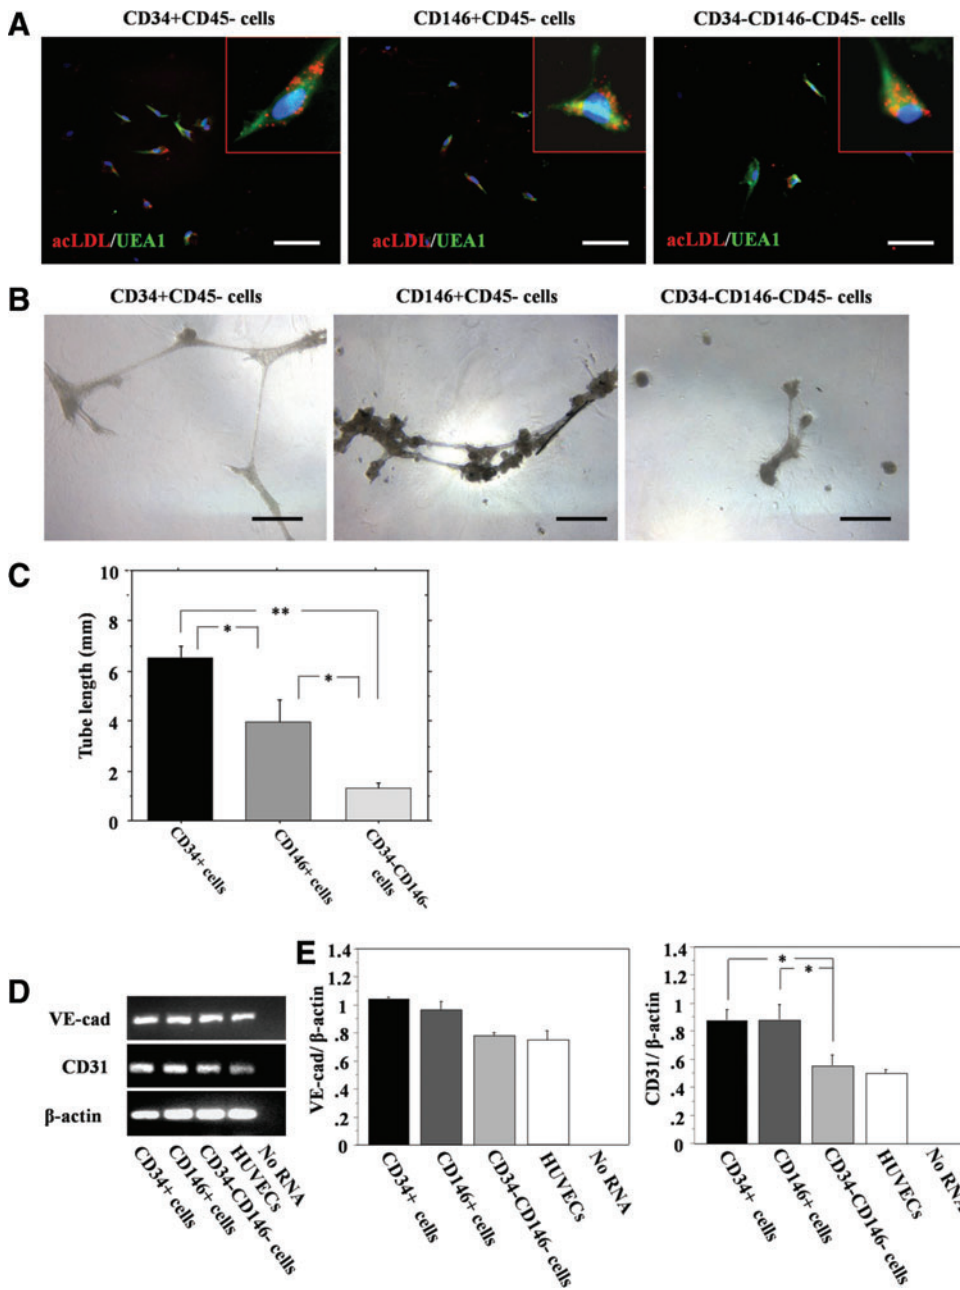 A
CD34+CD45- cells
CD146+CD45- cells
CD34-CD146-CD45- cells
acLDL/UEA1
acLDL/UEA1
acLDL/UEA1
B
CD34+CD45- cells
CD146+CD45- cells
CD34-CD146-CD45- cells
C
Tube length (mm)
10
8
6
4
2
0
**
*
*
CD34+ cells
CD146+ cells
CD34-CD146-
cells
D
VE-cad
CD31
β-actin
CD34+ cells
CD146+ cells
CD34-CD146- cells
HUVECs
No RNA
E
VE-cad/ β-actin
1.4
1.2
1
.8
.6
.4
.2
0
CD34+ cells
CD146+ cells
CD34-CD146- cells
HUVECs
No RNA
CD31/ β-actin
1.4
1.2
1
.8
.6
.4
.2
0
*
*
CD34+ cells
CD146+ cells
CD34-CD146- cells
HUVECs
No RNA